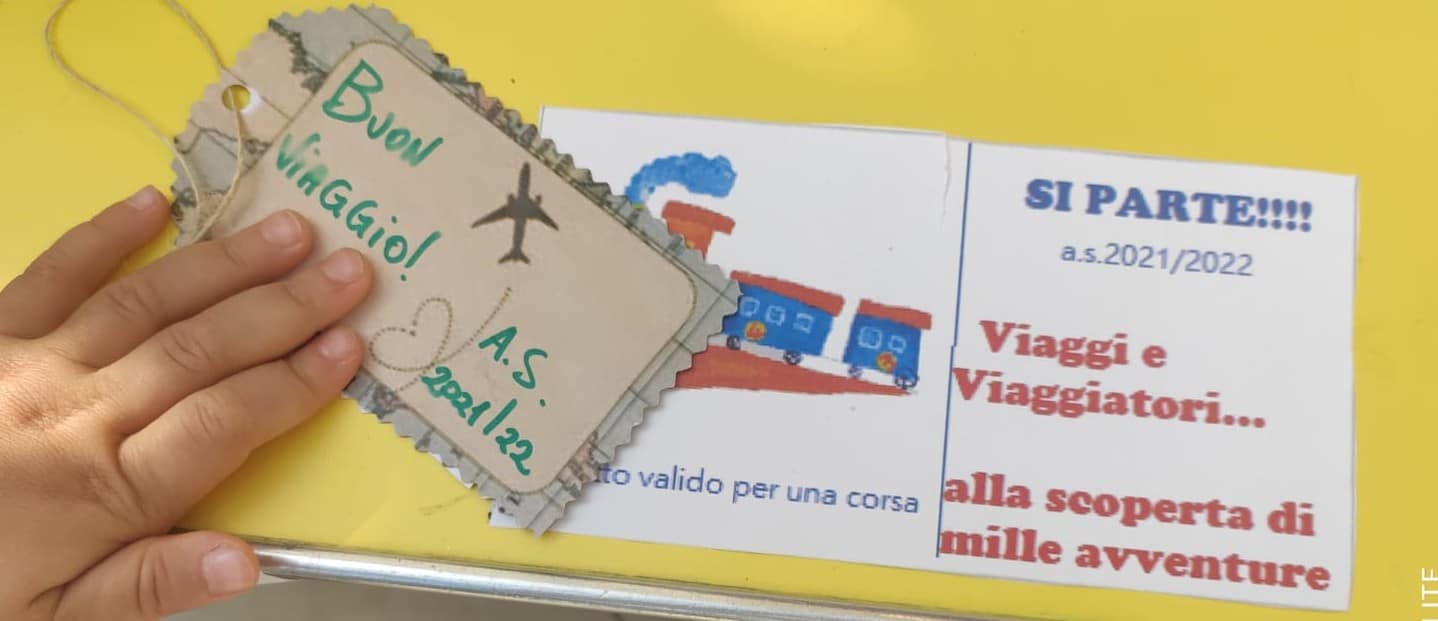 BUON
ViAGGiO!
A.S.
2021/22
SI PARTE!!!!
a.s.2021/2022
Viaggi e
Viaggiatori...
alla scoperta di
mille avventure
valido per una corsa